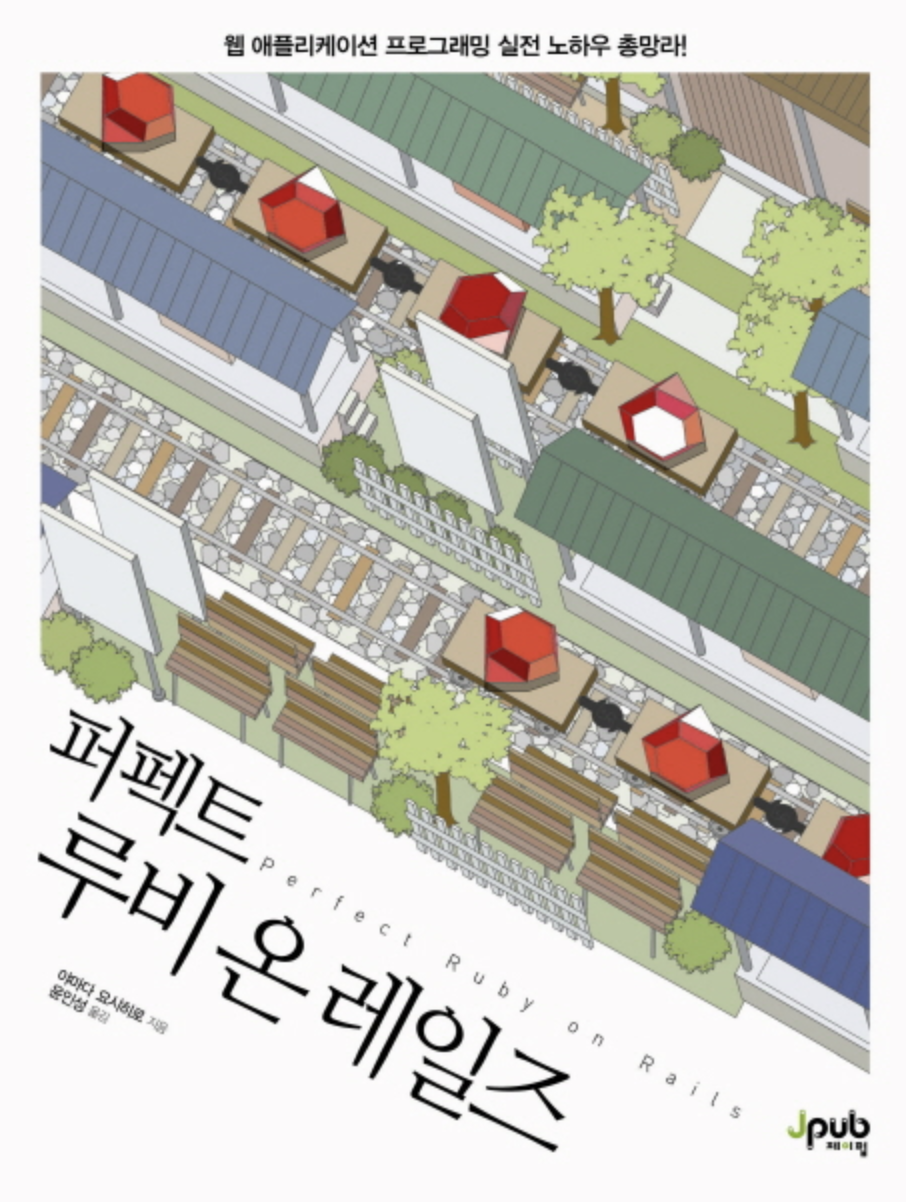 웹 애플리케이션 프로그래밍 실전 노하우 총망라!
퍼펙트
루비 온 레일즈
Perfect Ruby on Rails
야마다 요시히로 지음
윤인성 옮김
Jpub
제이펍